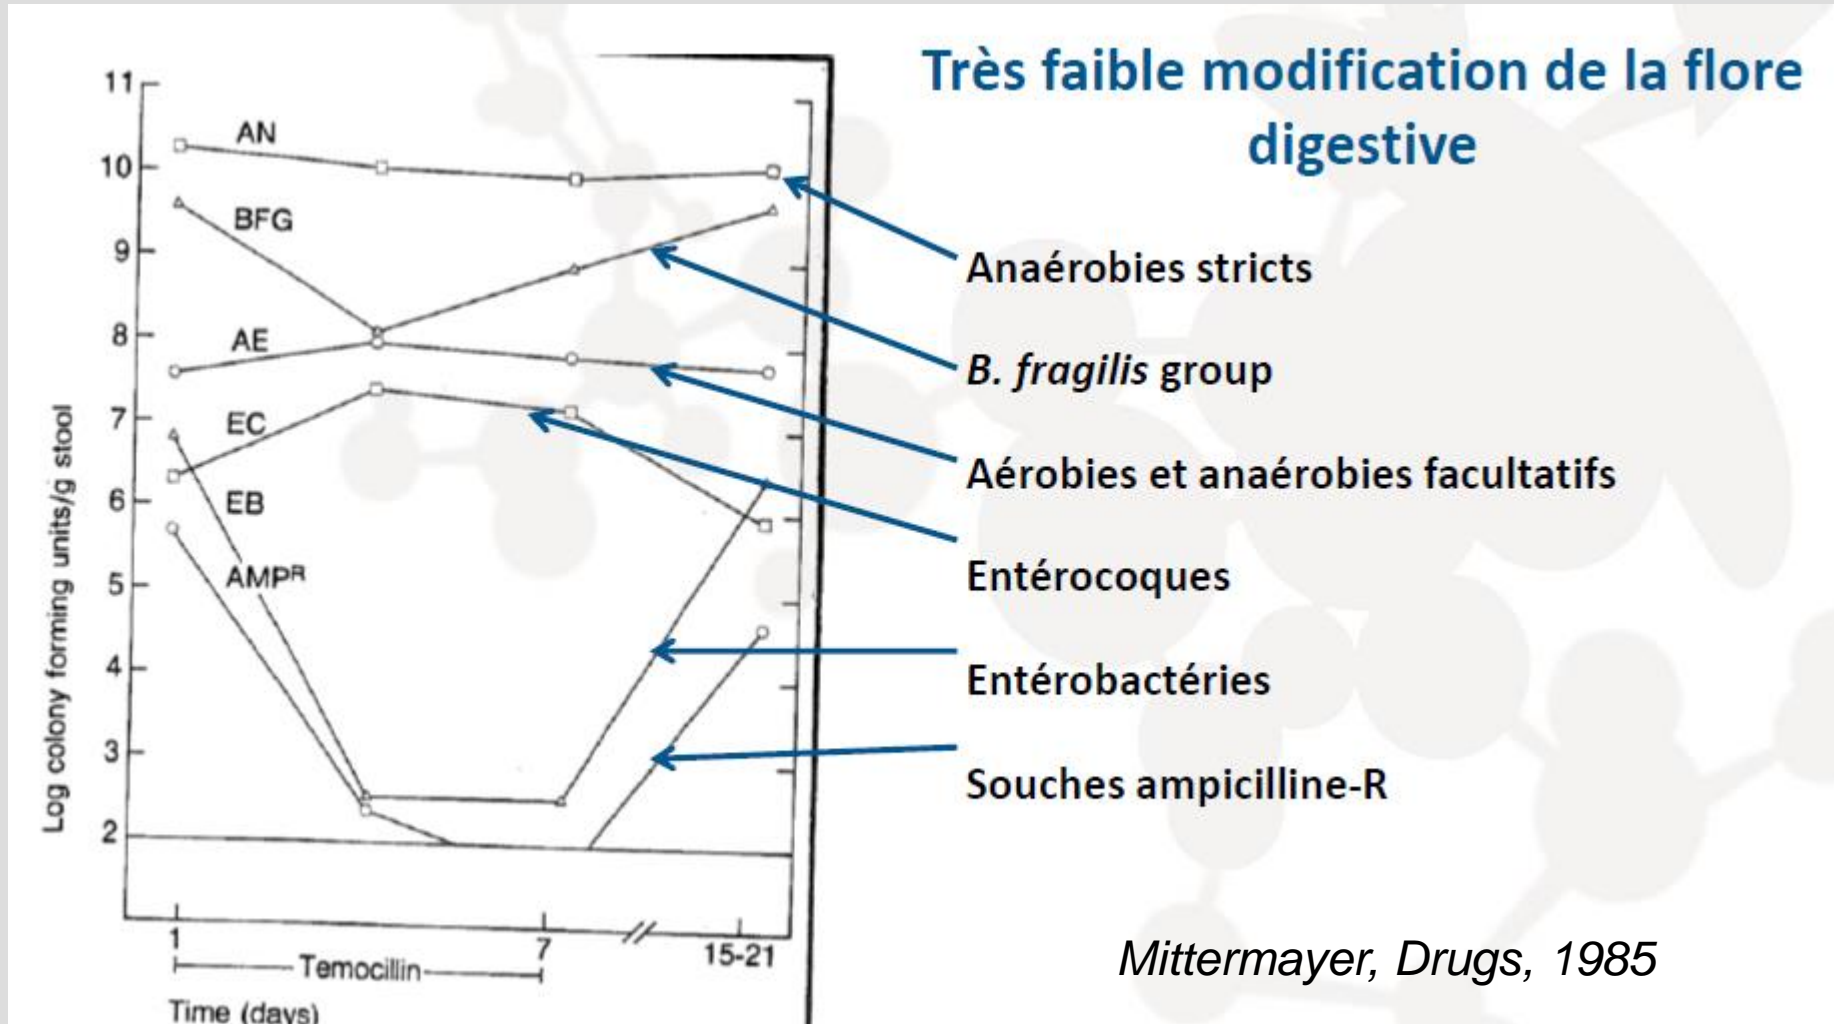 Très faible modification de la flore
digestive
11
10
9
8
7
6
5
4
3
2
Log colony forming units/g stool
AN
BFG
AE
EC
EB
AMPᴿ
1
7
15-21
Temocillin
Time (days)
Anaérobies stricts
B. fragilis group
Aérobies et anaérobies facultatifs
Entérocoques
Entérobactéries
Souches ampicilline-R
Mittermayer, Drugs, 1985